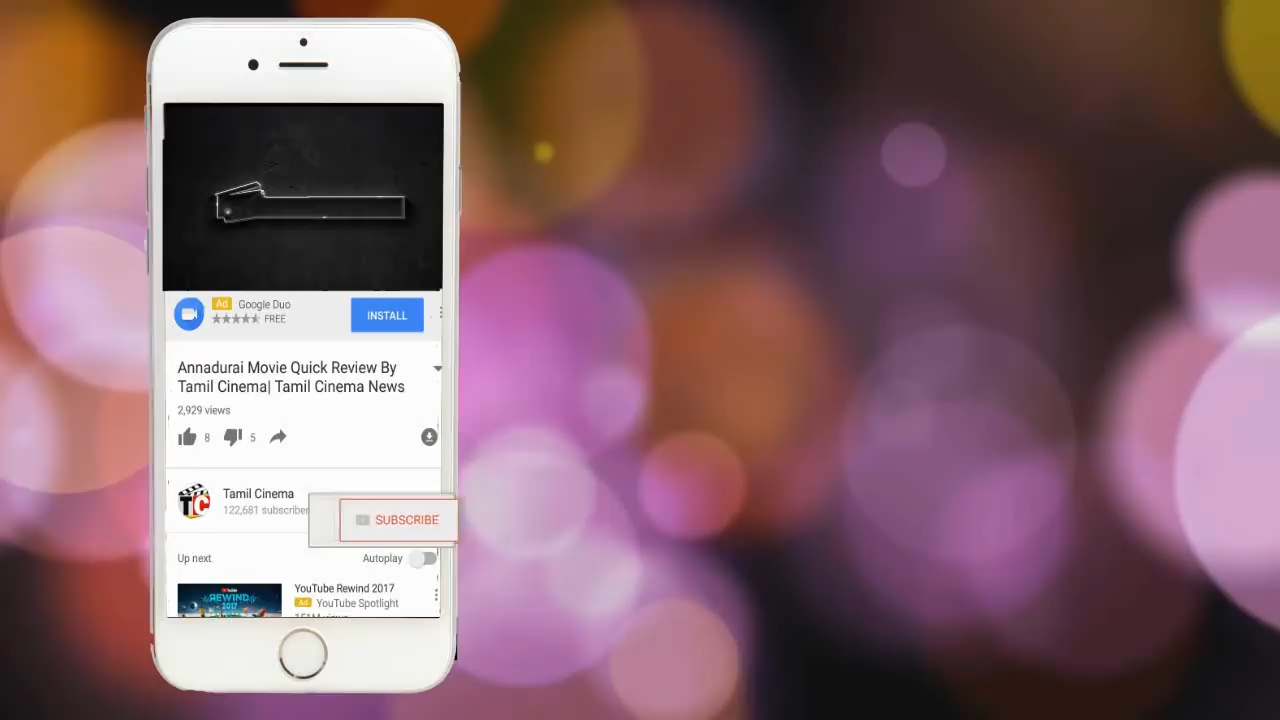 Ad Google Duo
FREE
INSTALL
Annadurai Movie Quick Review By
Tamil Cinema| Tamil Cinema News
2,929 views
8 5
TC
Tamil Cinema
122,681 subscriber
SUBSCRIBE
Up next Autoplay
REWIND
2017
YouTube Rewind 2017
Ad YouTube Spotlight
151M views